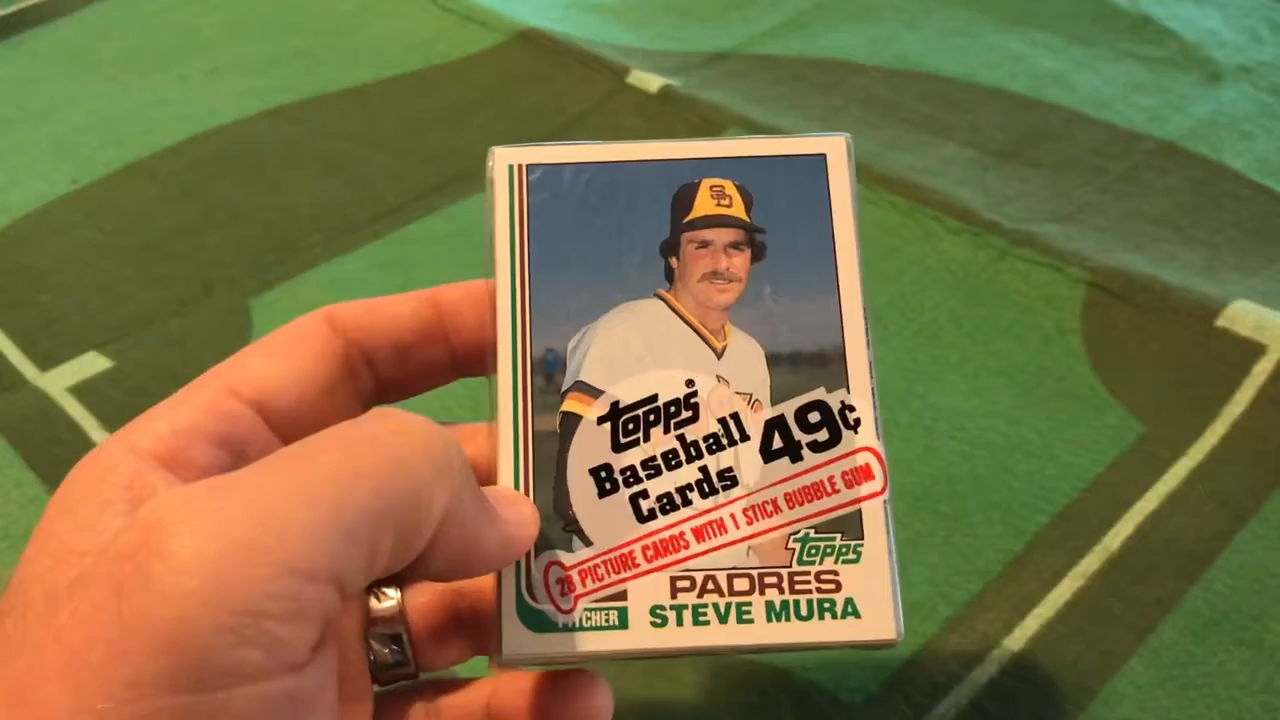 SD
Topps®
Baseball
Cards
49¢
28 PICTURE CARDS WITH 1 STICK BUBBLE GUM
Topps
PADRES
PITCHER
STEVE MURA